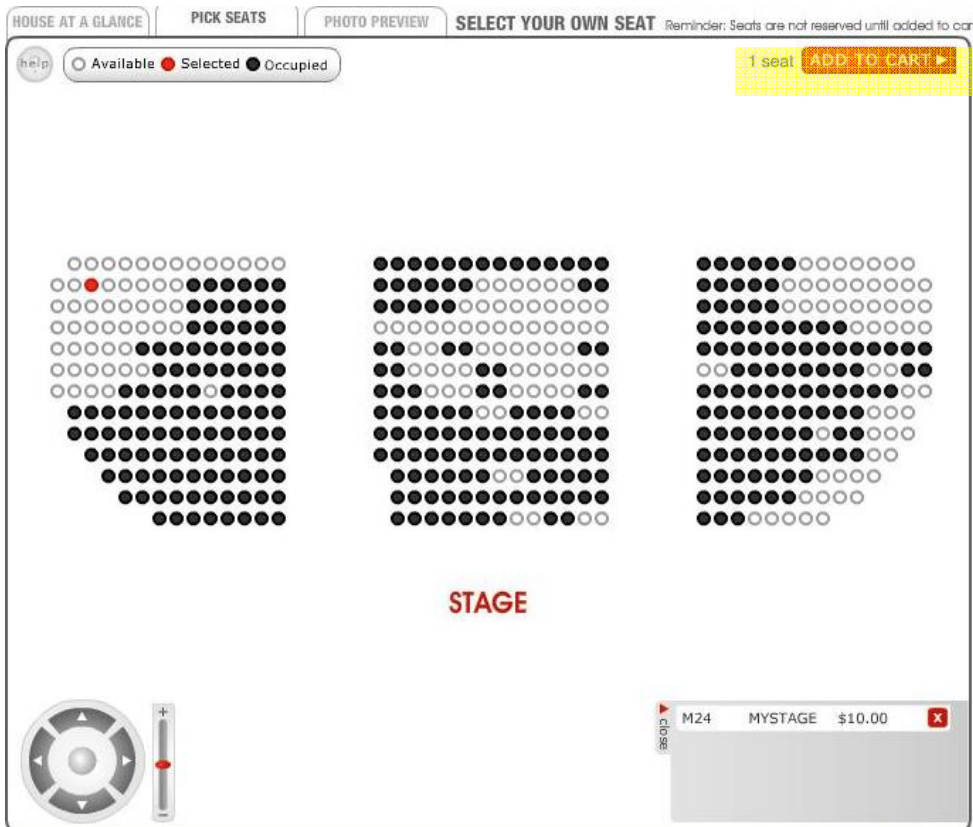 HOUSE AT A GLANCE
PICK SEATS
PHOTO PREVIEW
SELECT YOUR OWN SEAT Reminder: Seats are not reserved until added to car
help
Available Selected Occupied
1 seat ADD TO CART
STAGE
close
M24 MYSTAGE $10.00 X